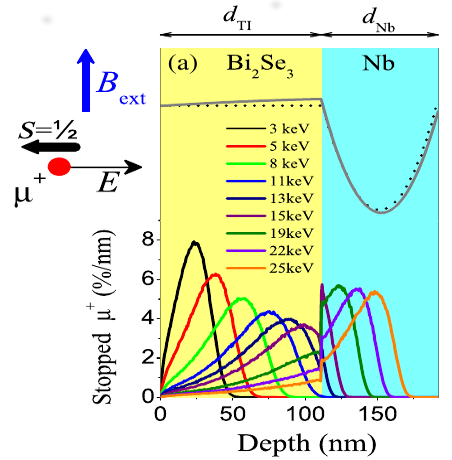 d_TI d_Nb
(a) Bi₂Se₃ Nb
B_ext
S=½
μ⁺ E
3 keV
5 keV
8 keV
11keV
13keV
15keV
19keV
22keV
25keV
Stopped μ⁺ (%/nm)
8
6
4
2
0
0 50 100 150
Depth (nm)